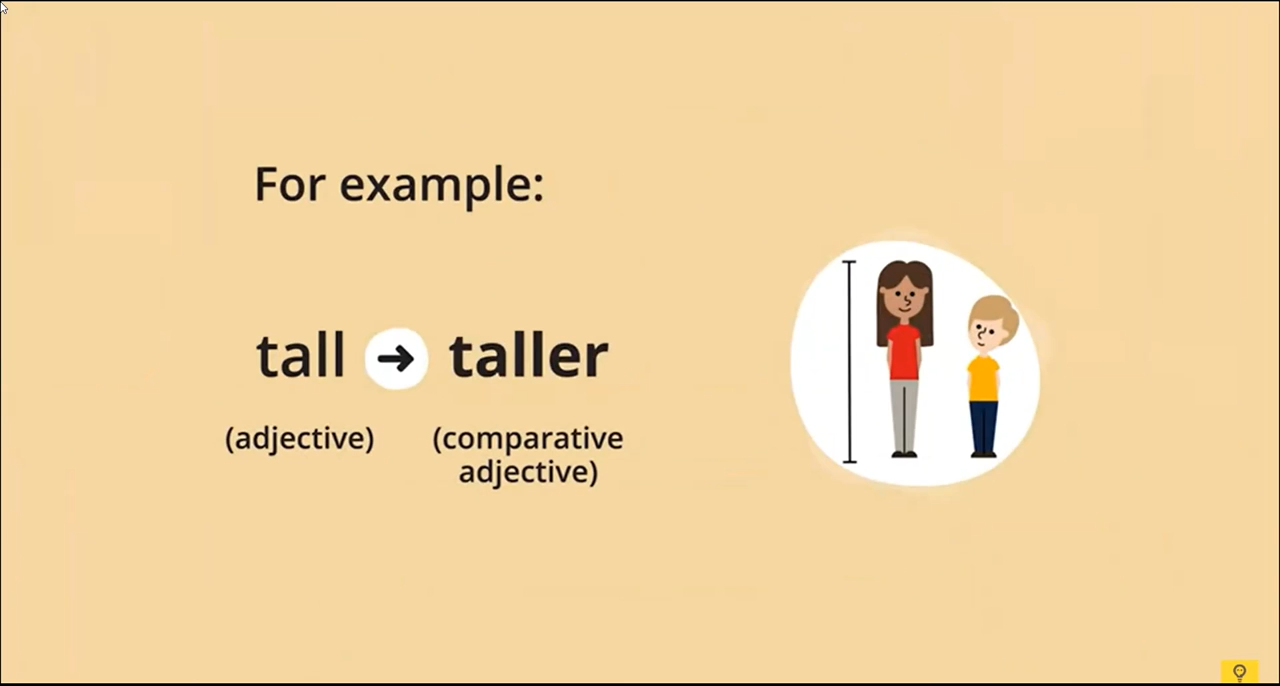 For example:
tall → taller
(adjective) (comparative
adjective)